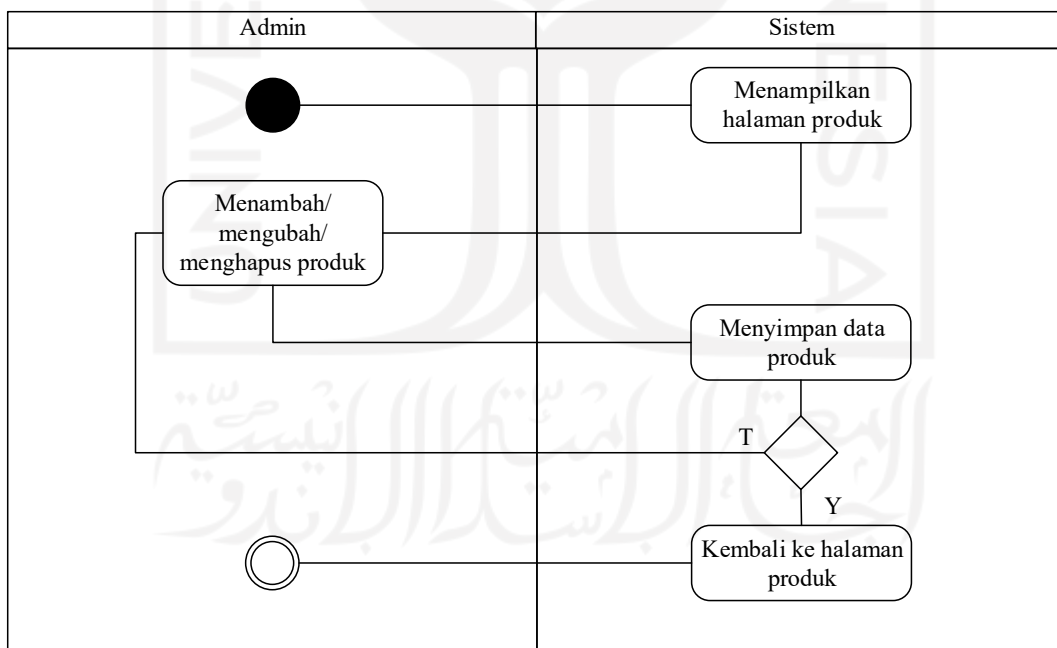 Admin
Sistem
Menampilkan
halaman produk
Menambah/
mengubah/
menghapus produk
Menyimpan data
produk
T
Y
Kembali ke halaman
produk